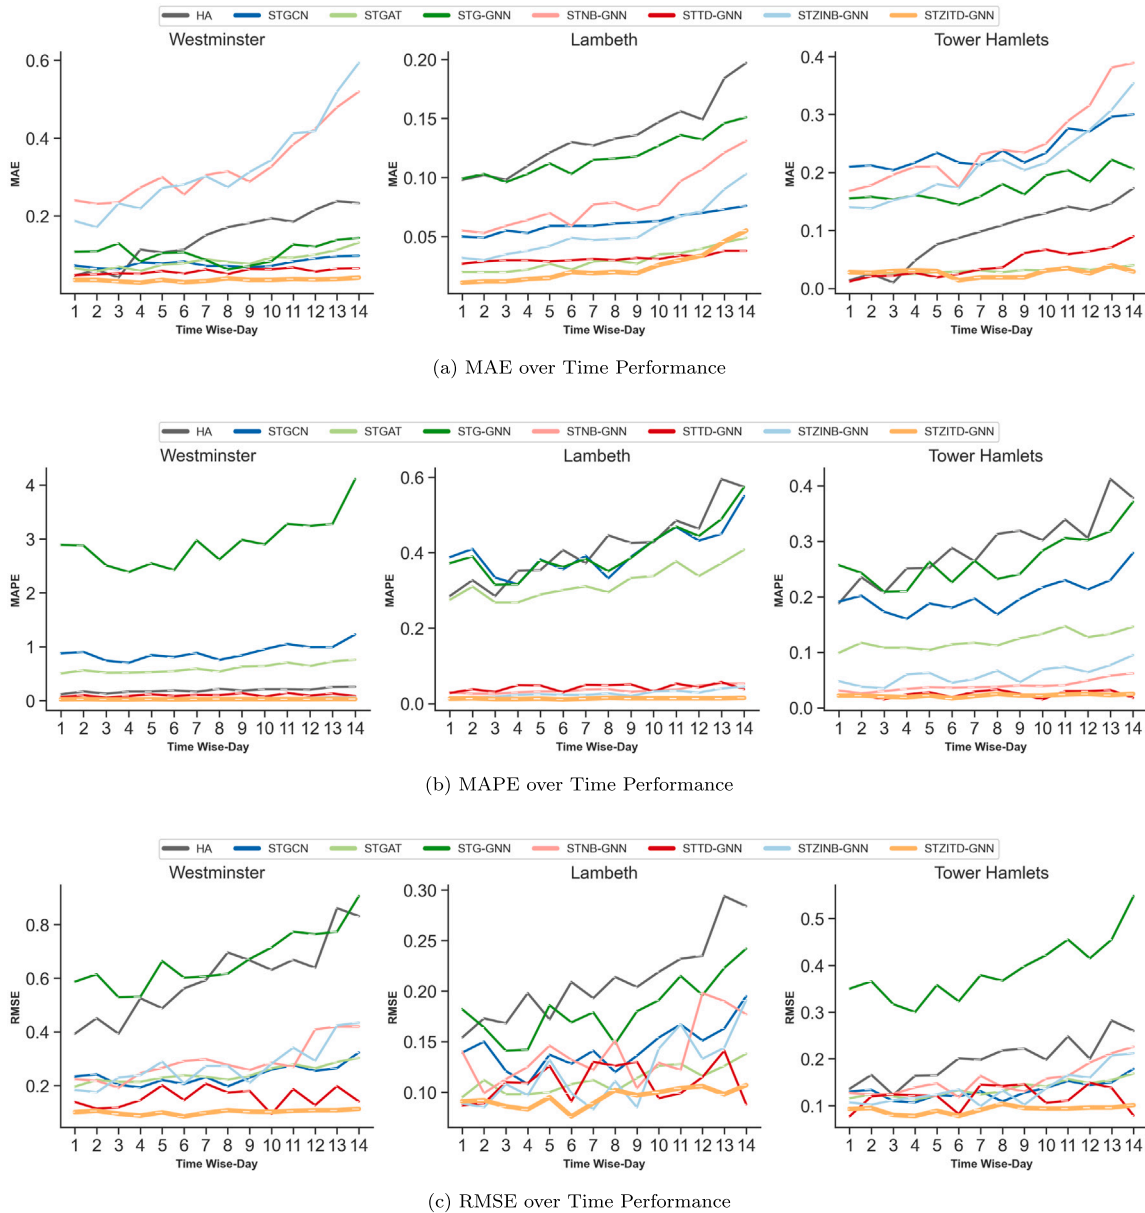 HA STGCN STGAT STG-GNN STNB-GNN STTD-GNN STZINB-GNN STZITD-GNN
Westminster Lambeth Tower Hamlets
MAE MAE MAE
0.6 0.4 0.2
0.20 0.15 0.10 0.05
0.4 0.3 0.2 0.1 0.0
1 2 3 4 5 6 7 8 9 10 11 12 13 14
1 2 3 4 5 6 7 8 9 10 11 12 13 14
1 2 3 4 5 6 7 8 9 10 11 12 13 14
Time Wise-Day Time Wise-Day Time Wise-Day
(a) MAE over Time Performance
HA STGCN STGAT STG-GNN STNB-GNN STTD-GNN STZINB-GNN STZITD-GNN
Westminster Lambeth Tower Hamlets
MAPE MAPE MAPE
4 3 2 1 0
0.6 0.4 0.2 0.0
0.4 0.3 0.2 0.1 0.0
1 2 3 4 5 6 7 8 9 10 11 12 13 14
1 2 3 4 5 6 7 8 9 10 11 12 13 14
1 2 3 4 5 6 7 8 9 10 11 12 13 14
Time Wise-Day Time Wise-Day Time Wise-Day
(b) MAPE over Time Performance
HA STGCN STGAT STG-GNN STNB-GNN STTD-GNN STZINB-GNN STZITD-GNN
Westminster Lambeth Tower Hamlets
RMSE RMSE RMSE
0.8 0.6 0.4 0.2
0.30 0.25 0.20 0.15 0.10
0.5 0.4 0.3 0.2 0.1
1 2 3 4 5 6 7 8 9 10 11 12 13 14
1 2 3 4 5 6 7 8 9 10 11 12 13 14
1 2 3 4 5 6 7 8 9 10 11 12 13 14
Time Wise-Day Time Wise-Day Time Wise-Day
(c) RMSE over Time Performance